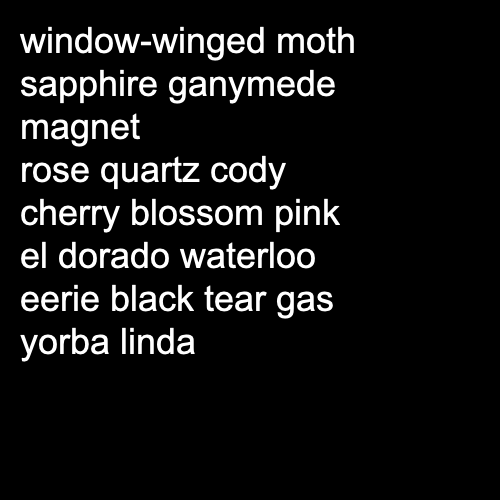 window-winged moth
sapphire ganymede
magnet
rose quartz cody
cherry blossom pink
el dorado waterloo
eerie black tear gas
yorba linda